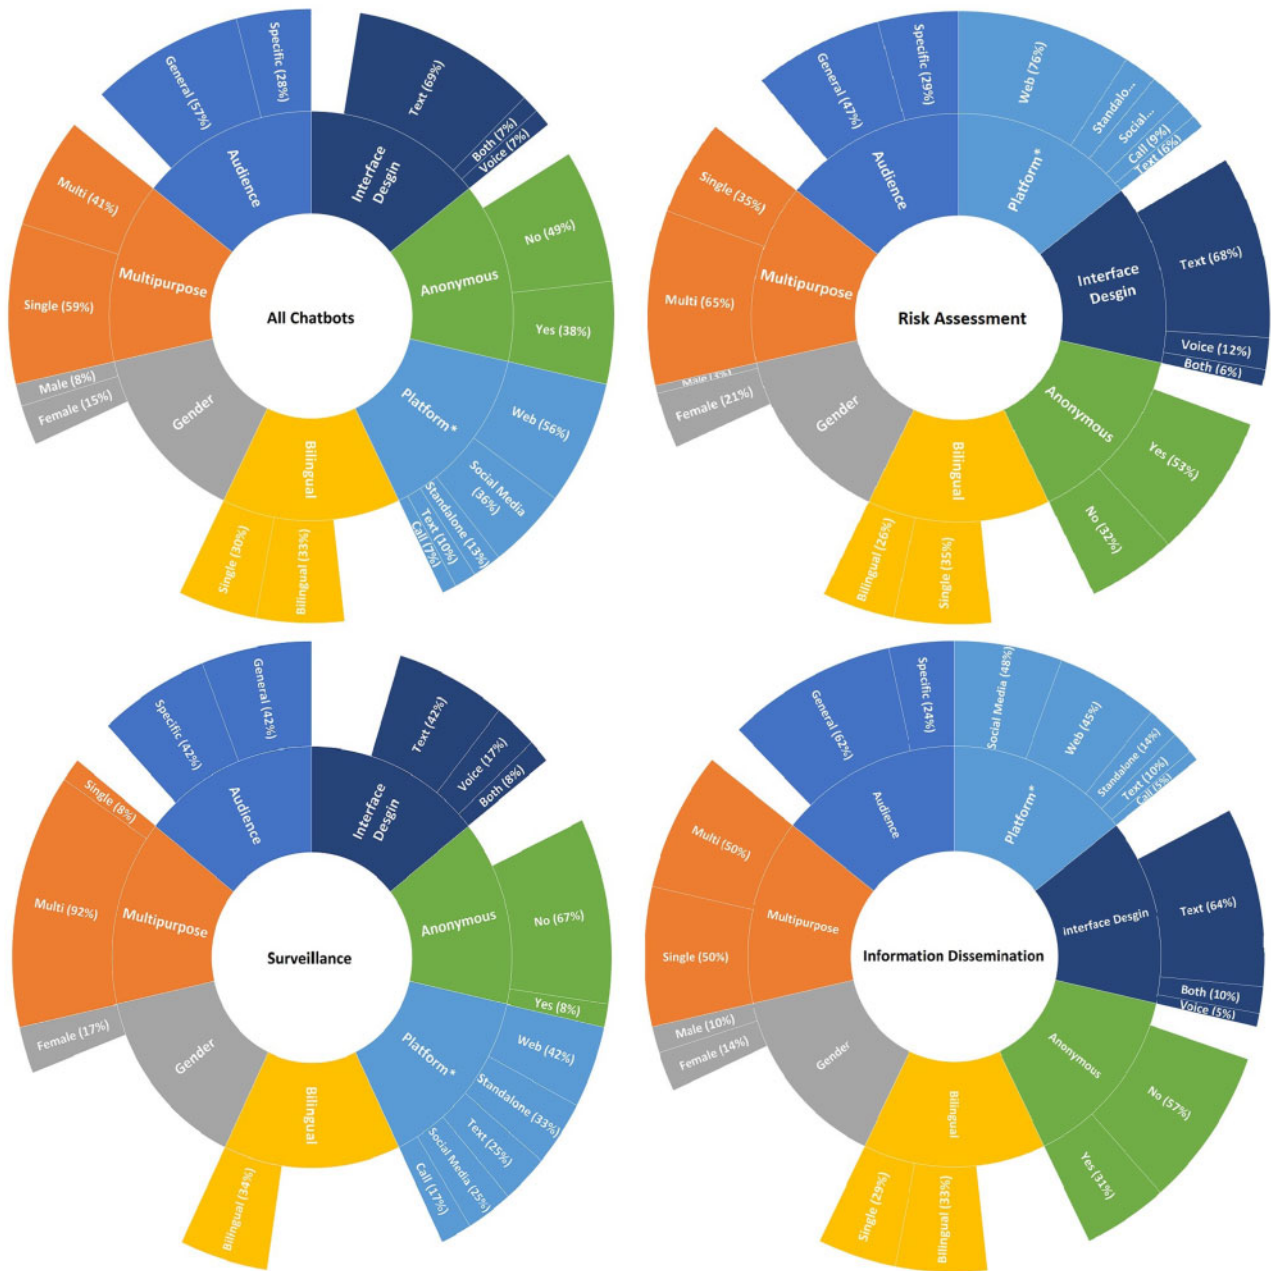 All Chatbots
Audience
General (57%)
Specific (28%)
Interface
Desgin
Text (69%)
Both (7%)
Voice (7%)
Anonymous
No (49%)
Yes (38%)
Platform*
Web (56%)
Social Media
(36%)
Standalone (13%)
Text (10%)
Call (7%)
Bilingual
Bilingual (33%)
Single (30%)
Gender
Female (15%)
Male (8%)
Multipurpose
Single (59%)
Multi (41%)
Risk Assessment
Audience
General (47%)
Specific (29%)
Platform*
Web (76%)
Standalo...
Social...
Call (9%)
Text (6%)
Interface
Desgin
Text (68%)
Voice (12%)
Both (6%)
Anonymous
Yes (53%)
No (32%)
Bilingual
Single (35%)
Bilingual (26%)
Gender
Female (21%)
Male (3%)
Multipurpose
Multi (65%)
Single (35%)
Surveillance
Audience
Specific (42%)
General (42%)
Interface
Desgin
Text (42%)
Voice (17%)
Both (8%)
Anonymous
No (67%)
Yes (8%)
Platform*
Web (42%)
Standalone (33%)
Text (25%)
Social Media (25%)
Call (17%)
Bilingual
Bilingual (34%)
Gender
Female (17%)
Multipurpose
Multi (92%)
Single (8%)
Information Dissemination
Audience
General (62%)
Specific (24%)
Platform*
Social Media (48%)
Web (45%)
Standalone (14%)
Text (10%)
Call (5%)
Interface Desgin
Text (64%)
Both (10%)
Voice (5%)
Anonymous
No (57%)
Yes (31%)
Bilingual
Bilingual (33%)
Single (29%)
Gender
Female (14%)
Male (10%)
Multipurpose
Single (50%)
Multi (50%)